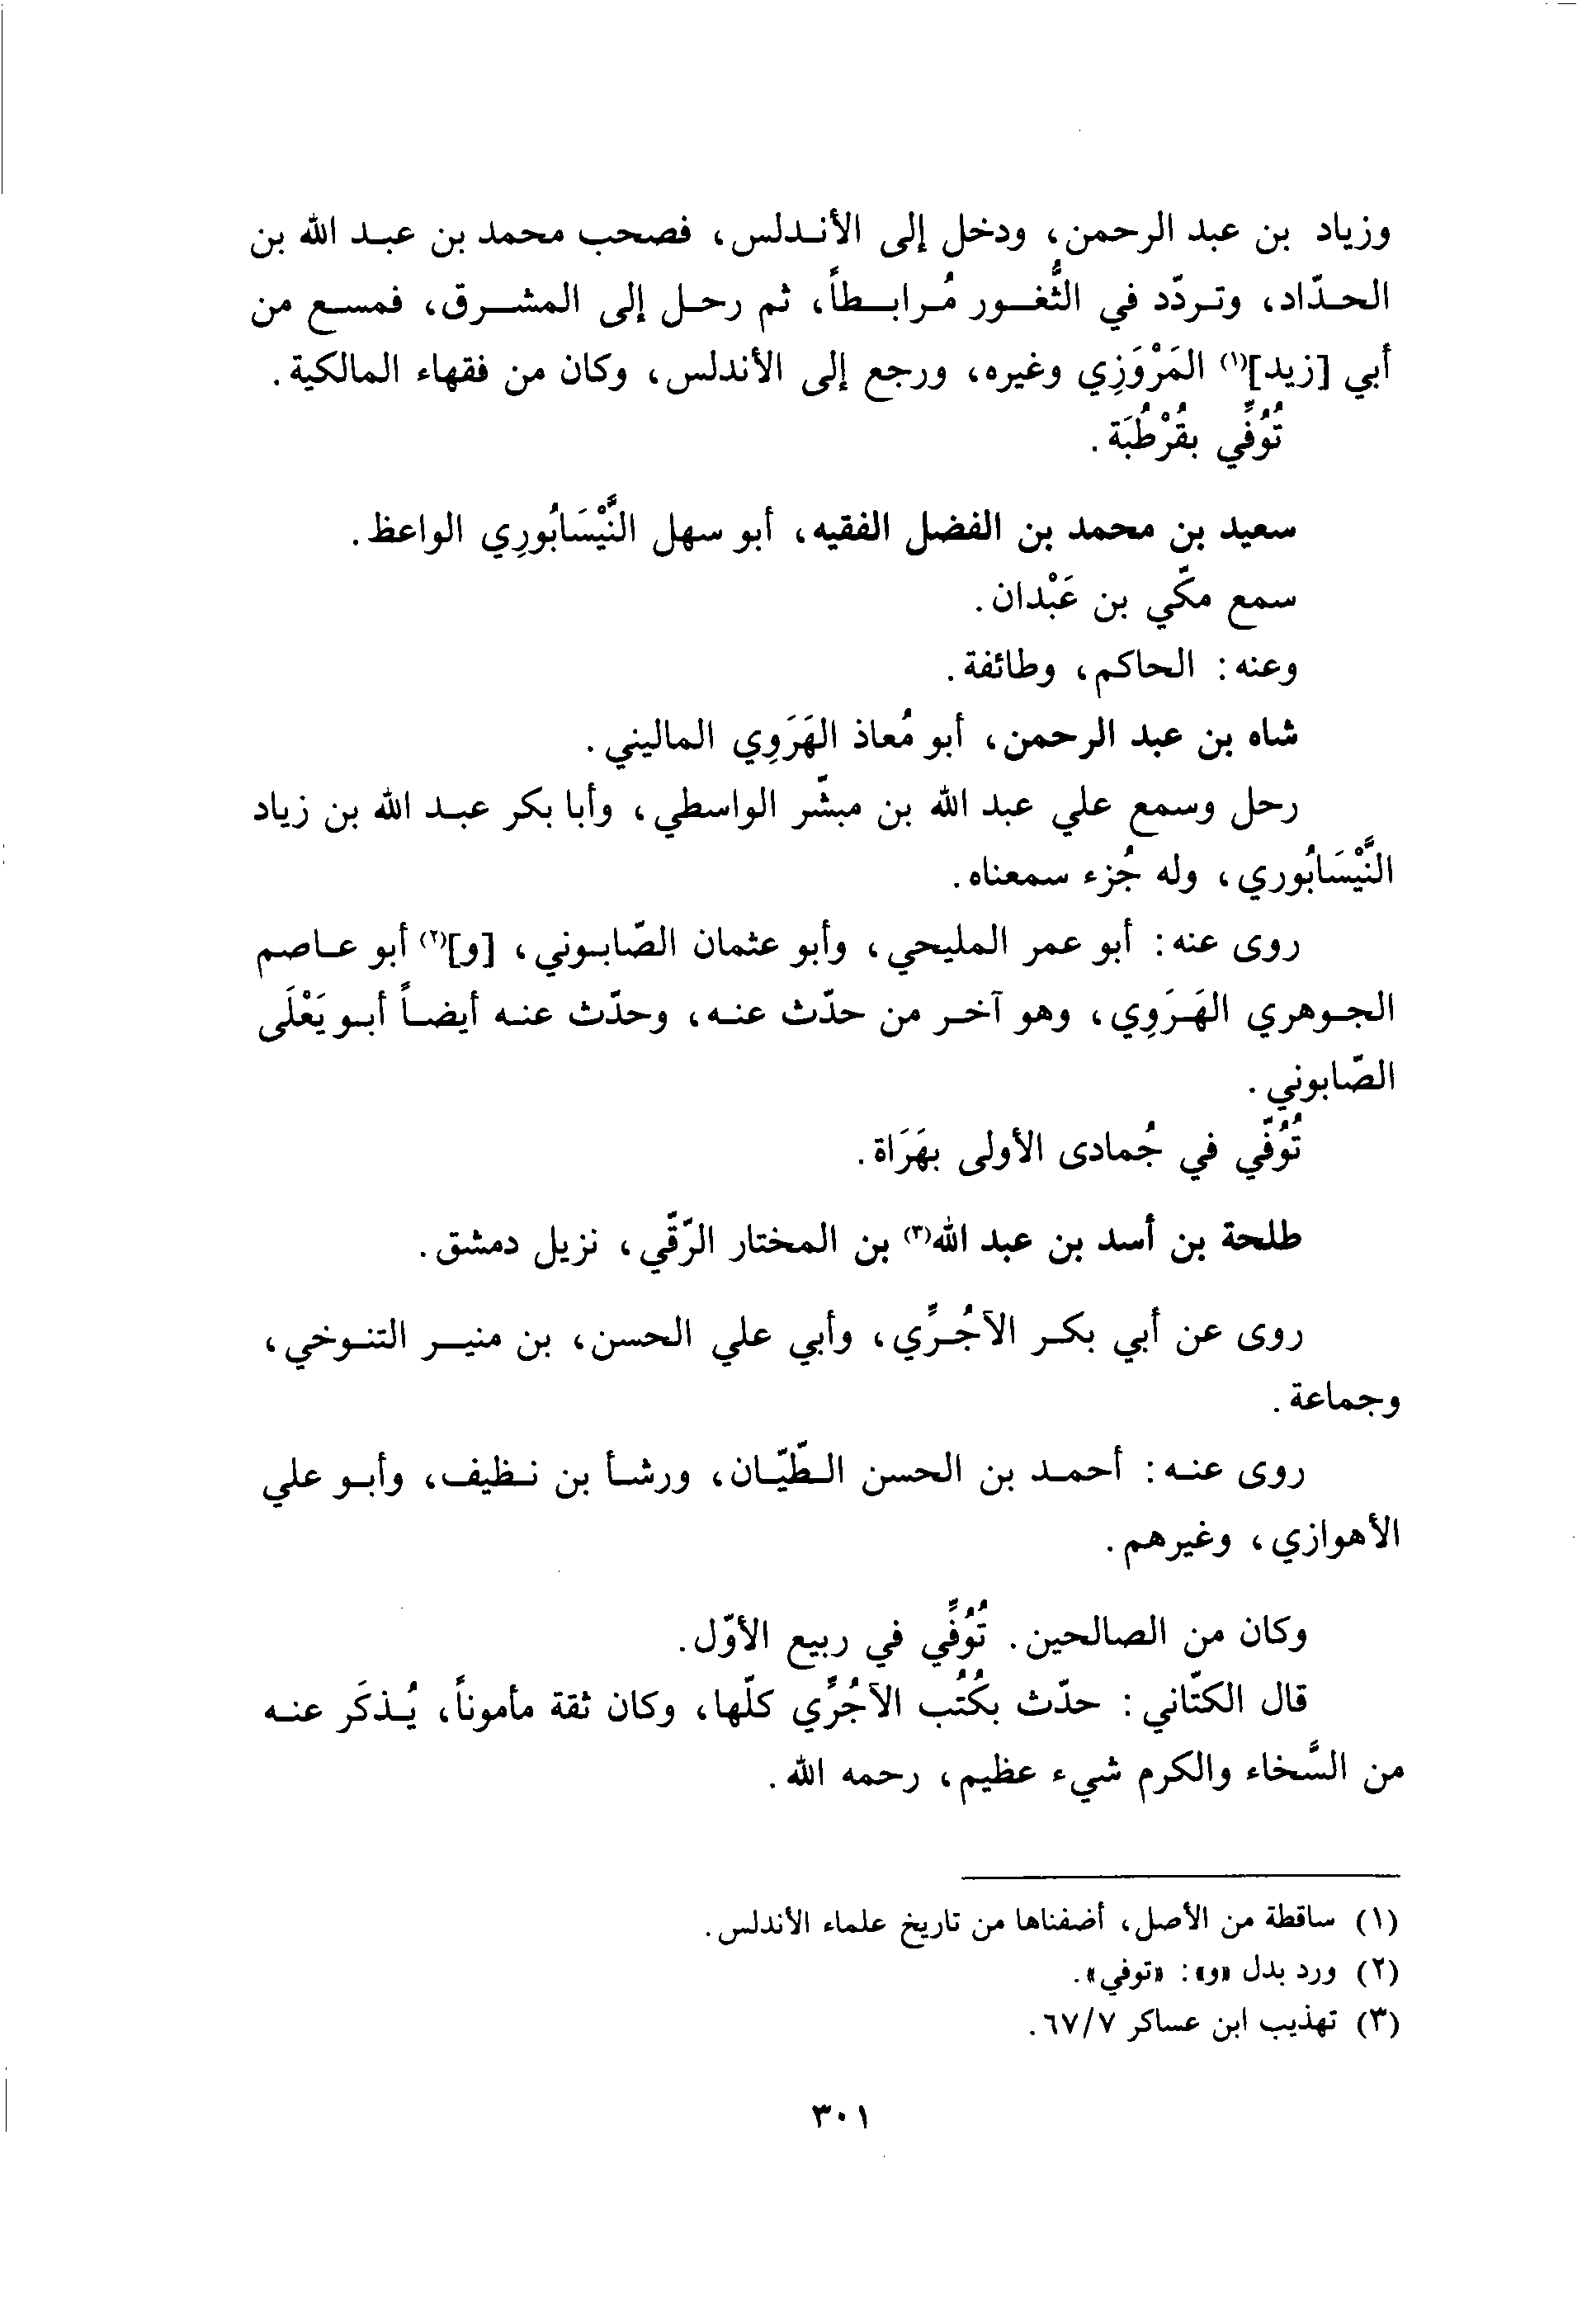 وزياد بن عبد الرحمن، ودخل إلى الأندلس، فصحب محمد بن عبد الله بن
الحدّاد، وتردّد في الثُّغور مُرابطاً، ثم رحل إلى المشرق، فمسع من
أبي [زيد]⁽¹⁾ المَرْوَزِي وغيره، ورجع إلى الأندلس، وكان من فقهاء المالكية.
تُوُفِّي بقُرْطُبَة.
سعيد بن محمد بن الفضل الفقيه، أبو سهل النَّيْسَابُورِي الواعظ.
سمع مكّي بن عَبْدان.
وعنه: الحاكم، وطائفة.
شاه بن عبد الرحمن، أبو مُعاذ الهَرَوِي الماليني.
رحل وسمع علي عبد الله بن مبشّر الواسطي، وأبا بكر عبد الله بن زياد
النَّيْسَابُوري، وله جُزء سمعناه.
روى عنه: أبو عمر المليحي، وأبو عثمان الصّابوني، [و]⁽²⁾ أبو عاصم
الجوهري الهَرَوِي، وهو آخر من حدّث عنه، وحدّث عنه أيضاً أبو يَعْلَى
الصّابوني.
تُوُفّي في جُمادى الأولى بهَرَاة.
طلحة بن أسد بن عبد الله⁽³⁾ بن المختار الرّقّي، نزيل دمشق.
روى عن أبي بكر الآجُرِّي، وأبي علي الحسن، بن منير التنوخي،
وجماعة.
روى عنه: أحمد بن الحسن الطّيّان، ورشأ بن نظيف، وأبو علي
الأهوازي، وغيرهم.
وكان من الصالحين. تُوُفِّي في ربيع الأوّل.
قال الكتّاني: حدّث بكُتُب الآجُرِّي كلّها، وكان ثقة مأموناً، يُذكَر عنه
من السَّخاء والكرم شيء عظيم، رحمه الله.
(١) ساقطة من الأصل، أضفناها من تاريخ علماء الأندلس.
(٢) ورد بدل «و»: «توفي».
(٣) تهذيب ابن عساكر ٦٧/٧.
٣٠١